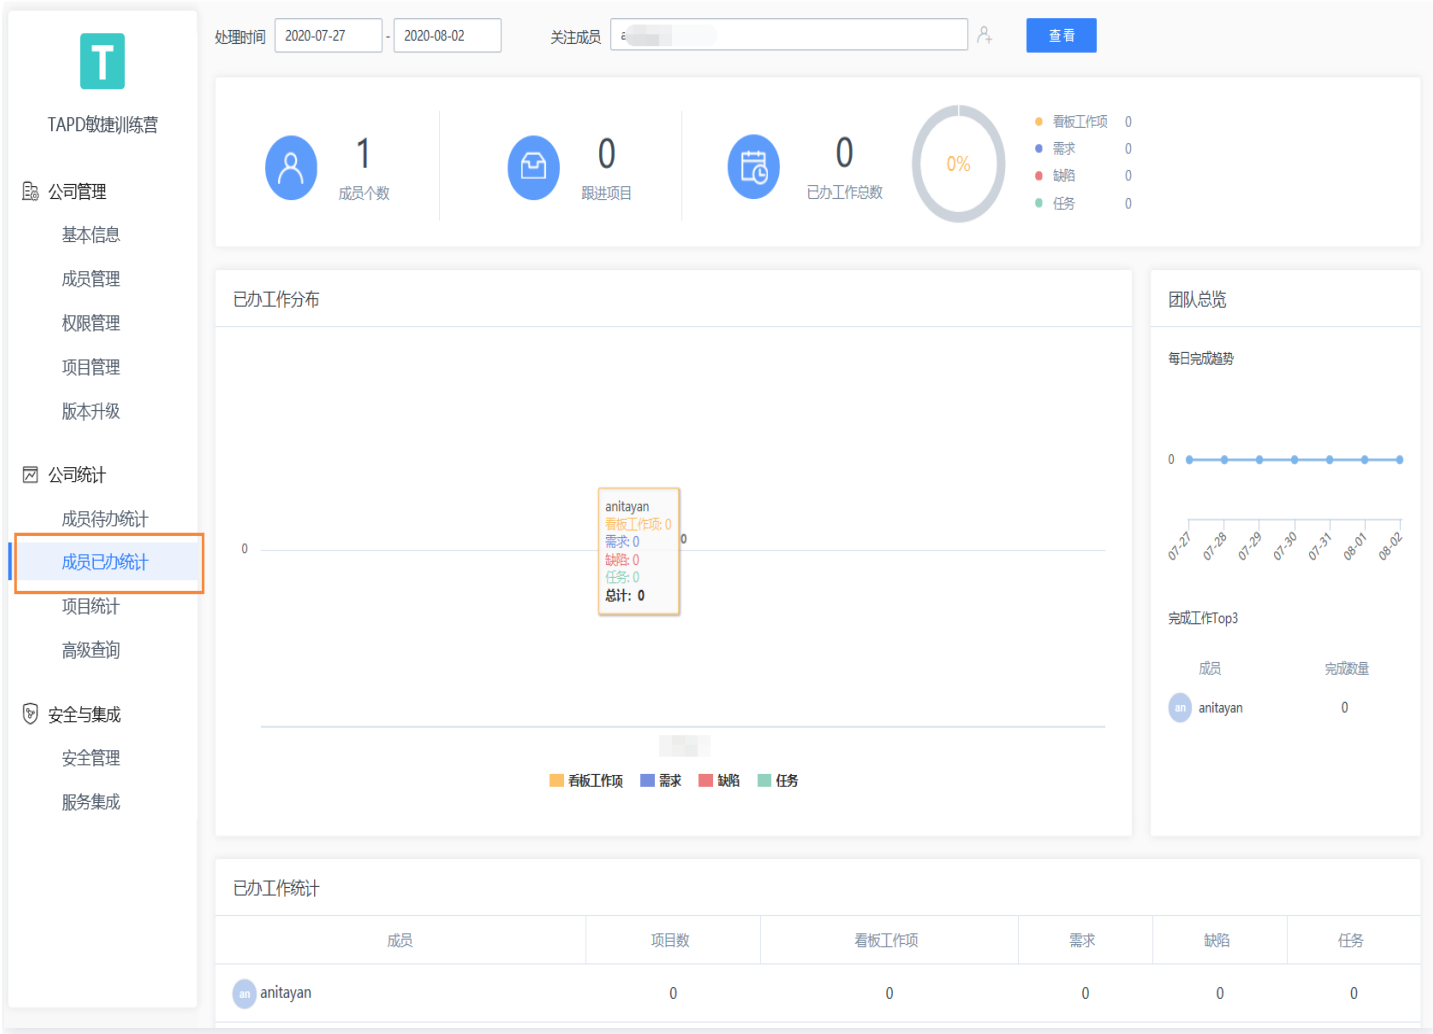 T
TAPD敏捷训练营
公司管理
基本信息
成员管理
权限管理
项目管理
版本升级
公司统计
成员待办统计
成员已办统计
项目统计
高级查询
安全与集成
安全管理
服务集成
处理时间 2020-07-27 - 2020-08-02 关注成员 查看
1
成员个数
0
跟进项目
0
已办工作总数
0%
看板工作项 0
需求 0
缺陷 0
任务 0
已办工作分布
0
anitayan
看板工作项: 0
需求: 0
缺陷: 0
任务: 0
总计: 0
0
看板工作项 需求 缺陷 任务
团队总览
每日完成趋势
0
07-27 07-28 07-29 07-30 07-31 08-01 08-02
完成工作Top3
成员 完成数量
an anitayan 0
已办工作统计
成员 项目数 看板工作项 需求 缺陷 任务
an anitayan 0 0 0 0 0